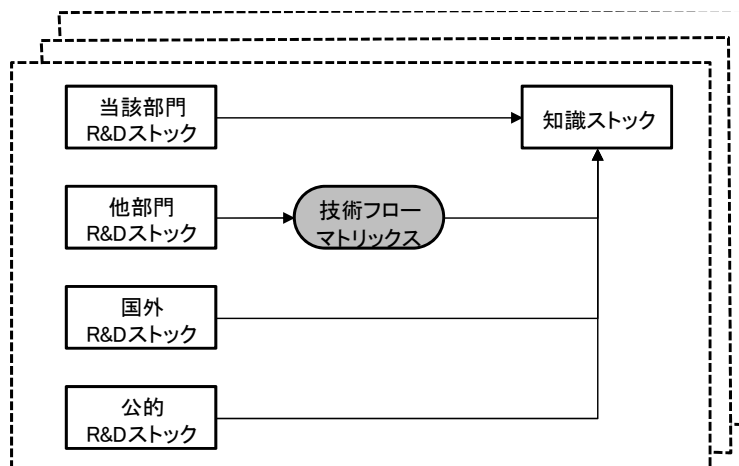 当該部門
R&Dストック
知識ストック
他部門
R&Dストック
技術フロー
マトリックス
国外
R&Dストック
公的
R&Dストック